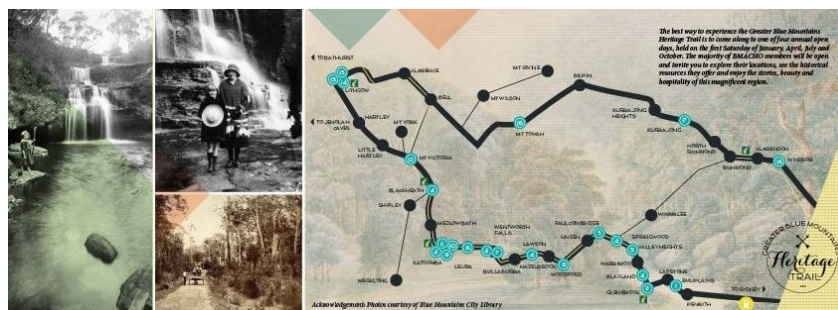 The best way to experience the Greater Blue Mountains
Heritage Trail is to come along to one of four annual open
days, held on the first Saturday of January, April, July and
October. The majority of BMACHO members will be open
and invite you to explore their locations, see the historical
resources they offer and enjoy the stories, beauty and
hospitality of this magnificent region.
TO BATHURST
CLARENCE
MT IRVINE
BILPIN
LITHGOW
BELL
MT WILSON
KURRAJONG
HEIGHTS
TO JENOLAN
CAVES
HARTLEY
MT YORK
MT TOMAH
KURRAJONG
LITTLE
HARTLEY
MT VICTORIA
NORTH
RICHMOND
CLARENDON
RICHMOND
WINDSOR
BLACKHEATH
SHIPLEY
MEDLOW BATH
WENTWORTH
FALLS
FAULCONBRIDGE
WINMALEE
LINDEN
SPRINGWOOD
LAWSON
VALLEY HEIGHTS
KATOOMBA
LEURA
BULLABURRA
HAZELBROOK
WOODFORD
WARRIMOO
BLAXLAND
LAPSTONE
EMU PLAINS
MEGALONG
GLENBROOK
PENRITH
TO SYDNEY
GREATER BLUE MOUNTAINS
Heritage
TRAIL
Acknowledgement: Photos courtesy of Blue Mountains City Library